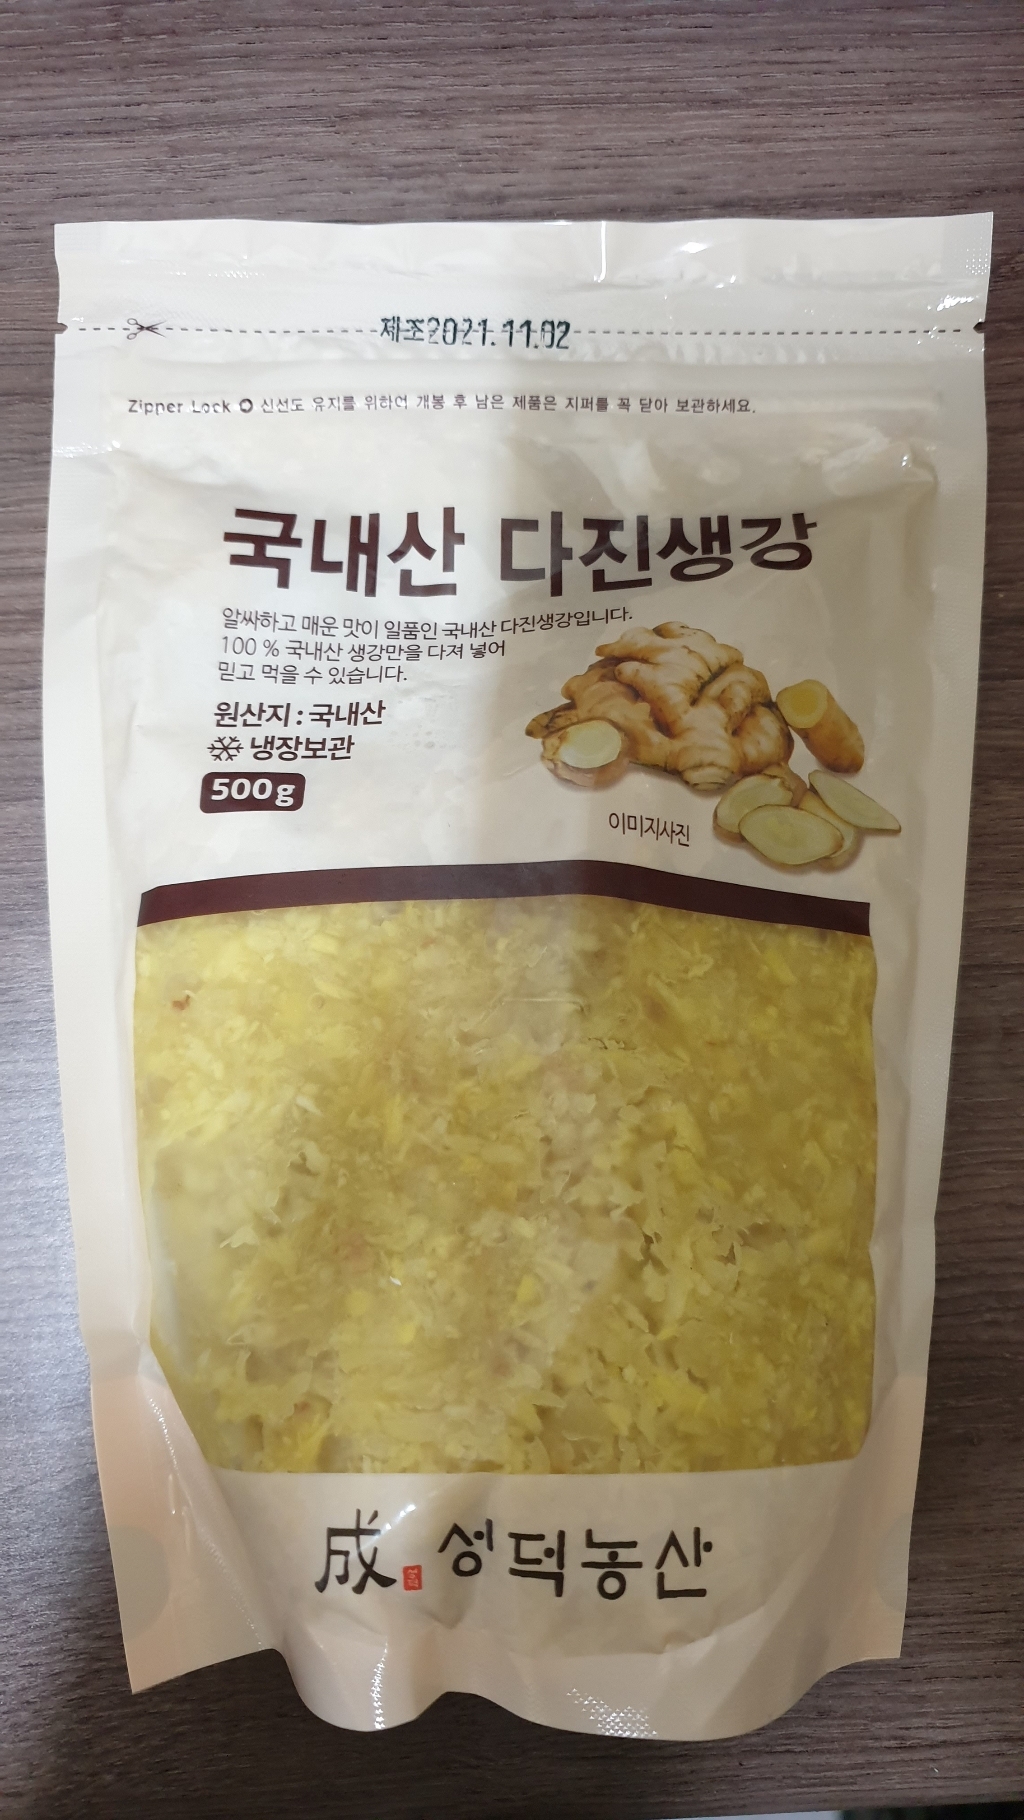 제조2021.11.02
Zipper Lock 신선도 유지를 위하여 개봉 후 남은 제품은 지퍼를 꼭 닫아 보관하세요.
국내산 다진생강
알싸하고 매운 맛이 일품인 국내산 다진생강입니다.
100 % 국내산 생강만을 다져 넣어
믿고 먹을 수 있습니다.
원산지 : 국내산
냉장보관
500g
이미지사진
成 성덕 성덕농산